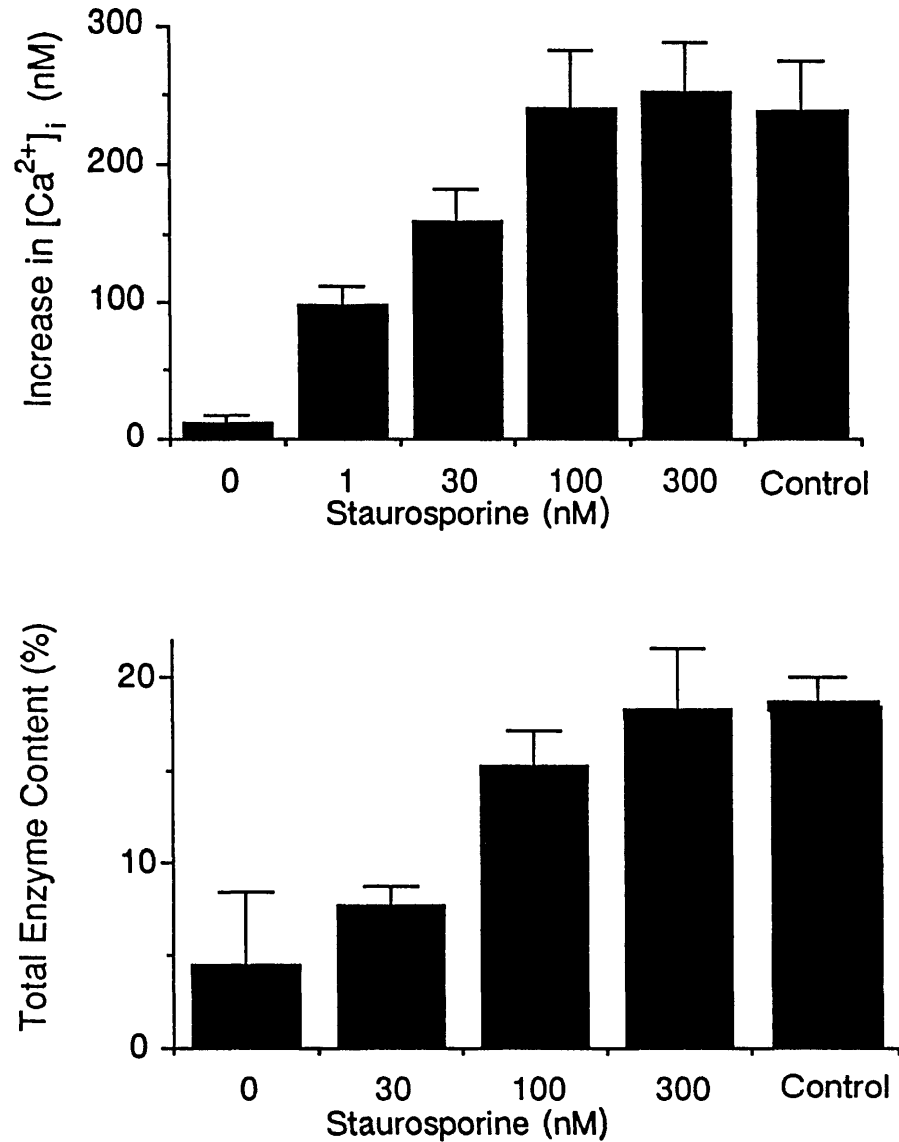 Increase in [Ca²⁺]ᵢ (nM)
300
200
100
0
0 1 30 100 300 Control
Staurosporine (nM)
Total Enzyme Content (%)
20
10
0
0 30 100 300 Control
Staurosporine (nM)